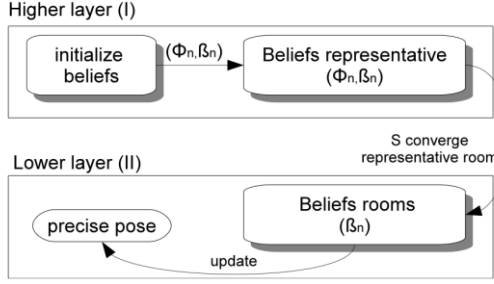 Higher layer (I)
initialize
beliefs
(Φn,ßn)
Beliefs representative
(Φn,ßn)
S converge
representative room
Lower layer (II)
Beliefs rooms
(ßn)
precise pose
update